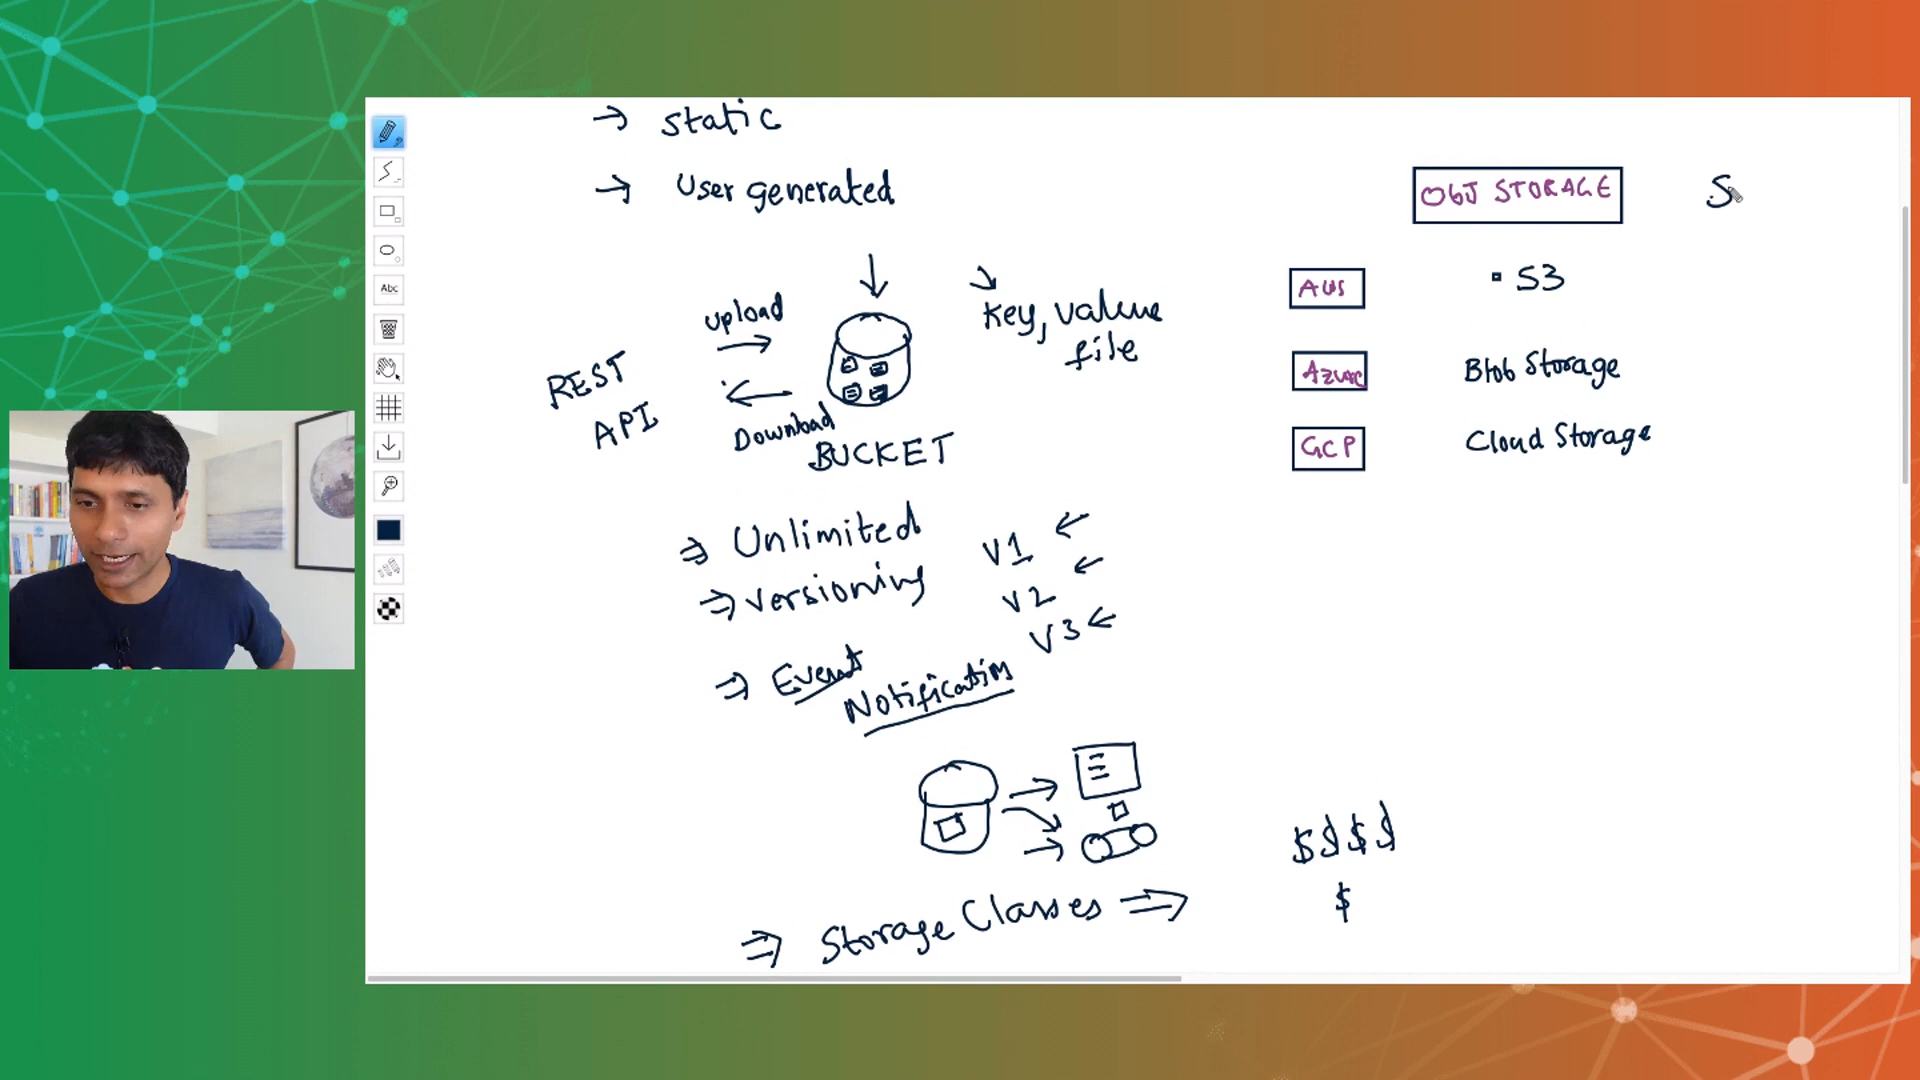 → static
→ User generated
OBJ STORAGE
S
upload
REST
API
Download
BUCKET
key, value
file
AWS
S3
Azure
Blob Storage
GCP
Cloud Storage
⇒ Unlimited
⇒ Versioning
V1 ←
V2 ←
V3 ←
⇒ Event
Notification
$$$$
$
⇒ Storage Classes ⇒
Abc